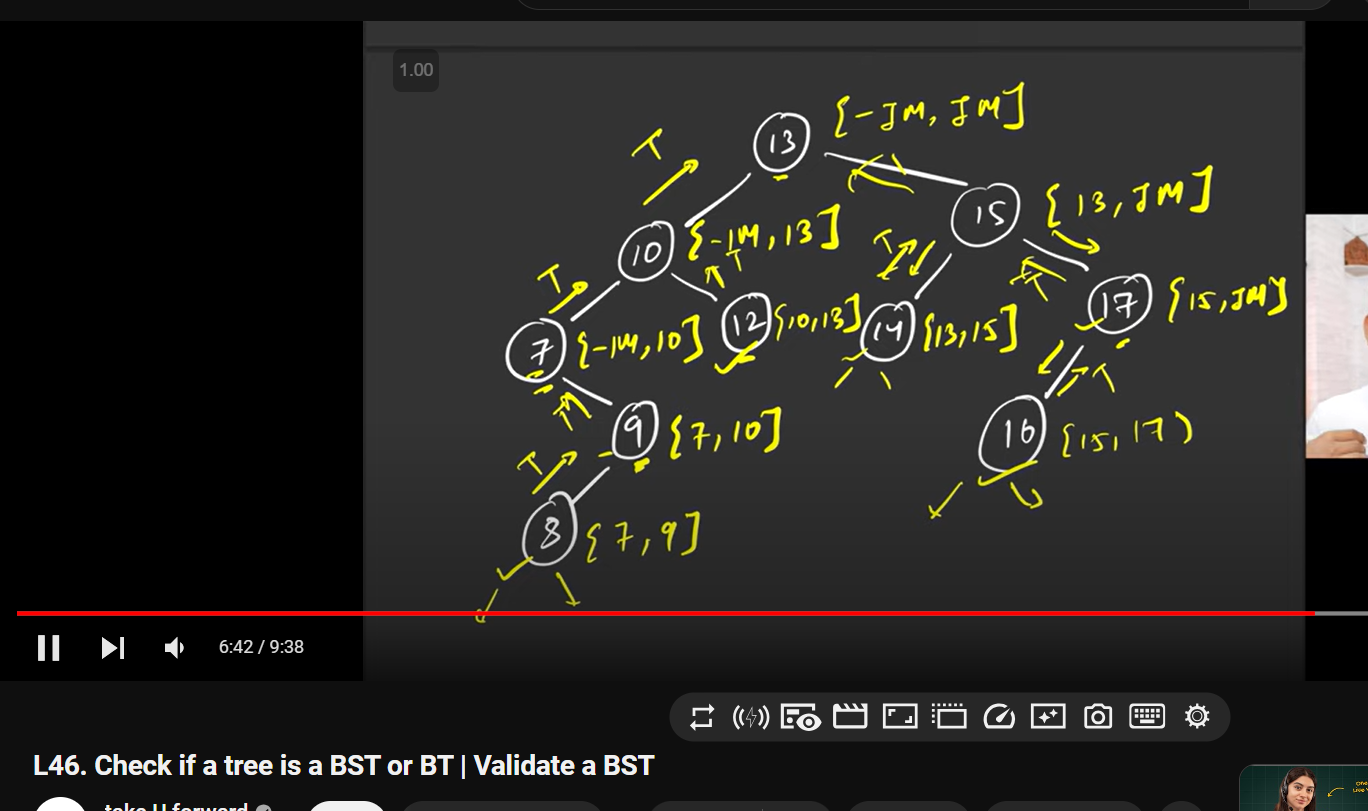 1.00
13 [-IM, IM]
T
15 [13, IM]
10 [-IM, 13]
T
T
T
7 [-IM, 10]
12 [10, 13]
14 [13, 15]
17 [15, IM]
T
T
T
9 [7, 10]
16 [15, 17)
T
8 [7, 9]
6:42 / 9:38
L46. Check if a tree is a BST or BT | Validate a BST
take U forward